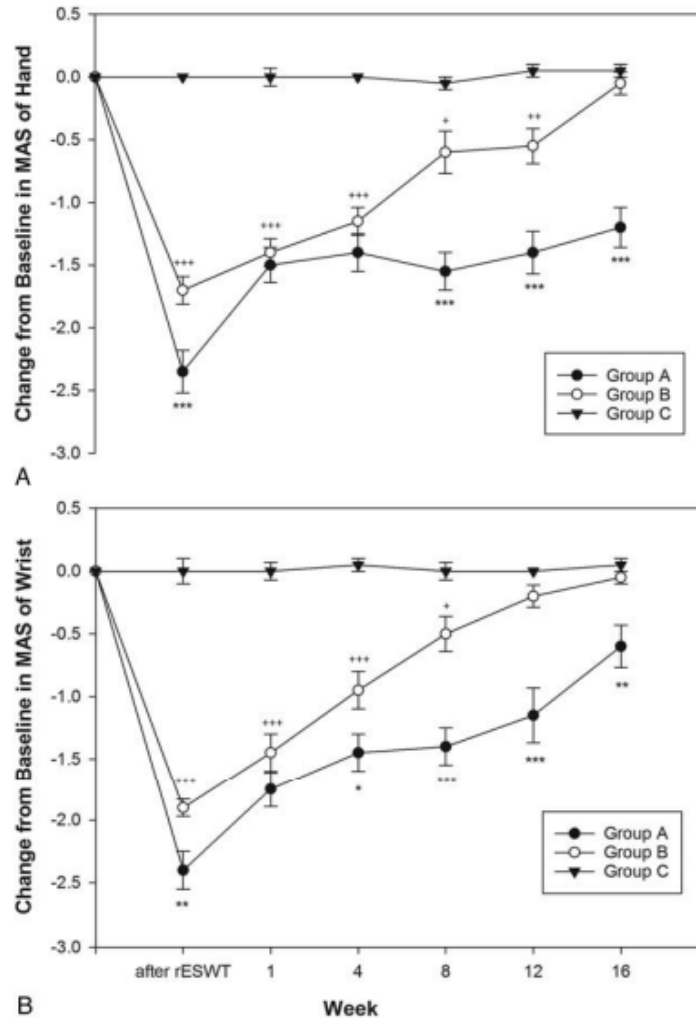 0.5
0.0
-0.5
-1.0
-1.5
-2.0
-2.5
-3.0
Change from Baseline in MAS of Hand
+++
***
+++
+++
+
***
++
***
***
Group A
Group B
Group C
A
0.5
0.0
-0.5
-1.0
-1.5
-2.0
-2.5
-3.0
Change from Baseline in MAS of Wrist
+++
**
+++
+++
*
+
***
***
**
Group A
Group B
Group C
after rESWT 1 4 8 12 16
B
Week